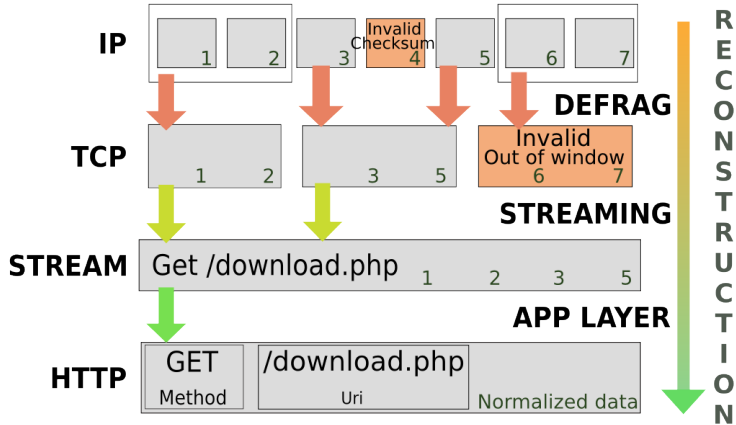 IP
1 2 3 Invalid Checksum 4 5 6 7
DEFRAG
TCP
1 2 3 5 Invalid Out of window 6 7
STREAMING
STREAM
Get /download.php 1 2 3 5
APP LAYER
HTTP
GET /download.php
Method Uri Normalized data
RECONSTRUCTION